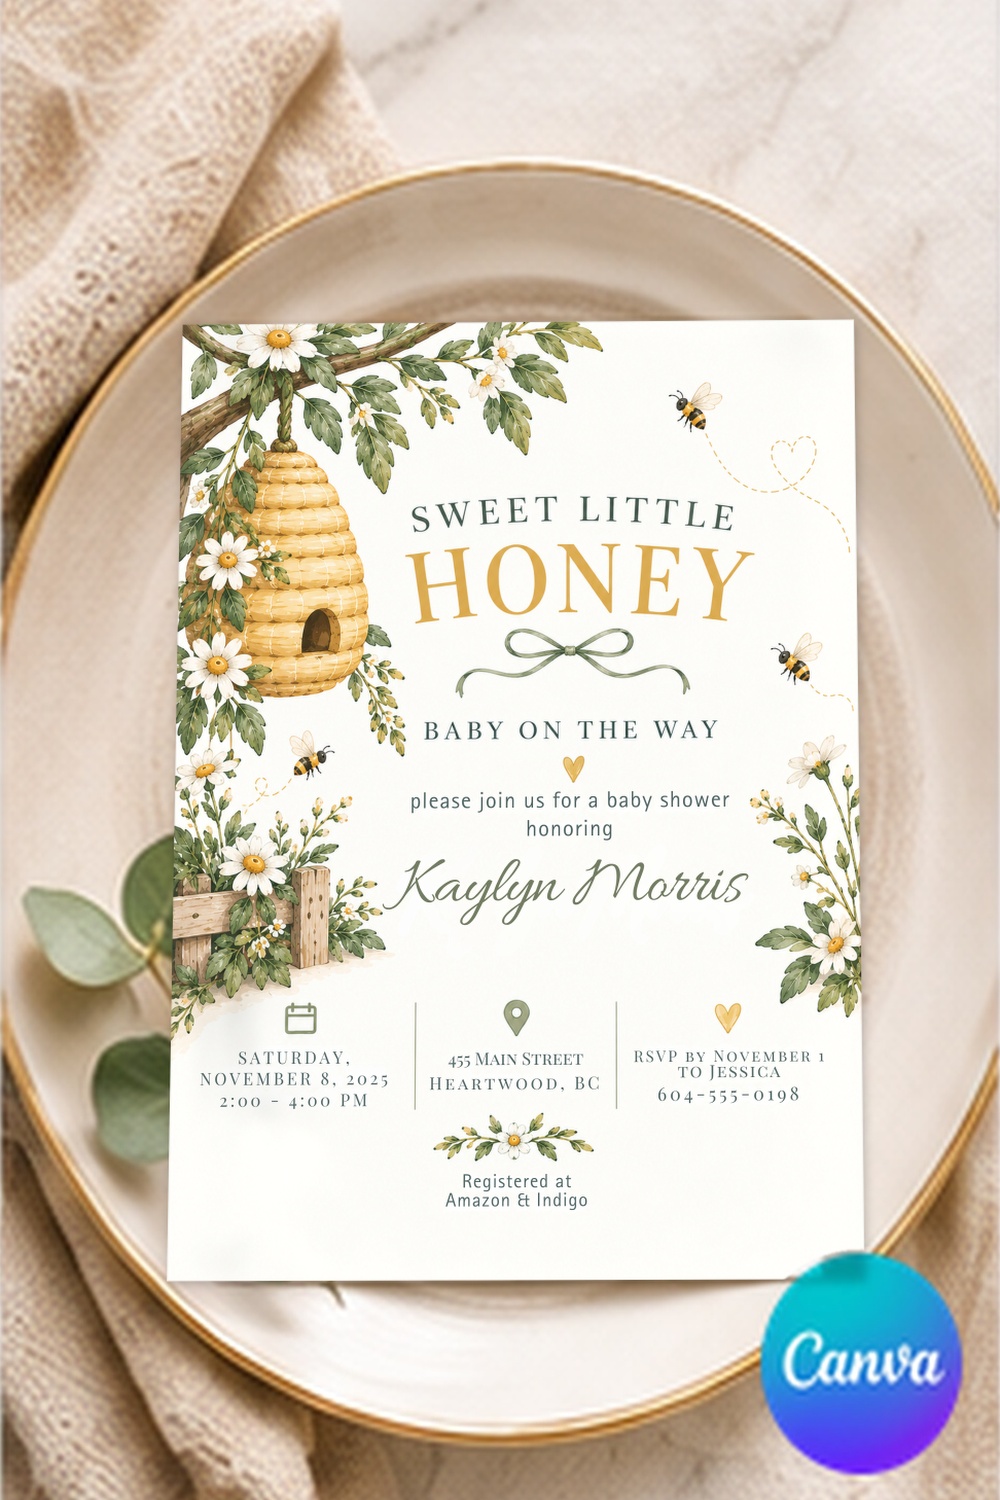 SWEET LITTLE
HONEY
BABY ON THE WAY
please join us for a baby shower
honoring
Kaylyn Morris
SATURDAY,
NOVEMBER 8, 2025
2:00 - 4:00 PM
455 MAIN STREET
HEARTWOOD, BC
RSVP BY NOVEMBER 1
TO JESSICA
604-555-0198
Registered at
Amazon & Indigo
Canva